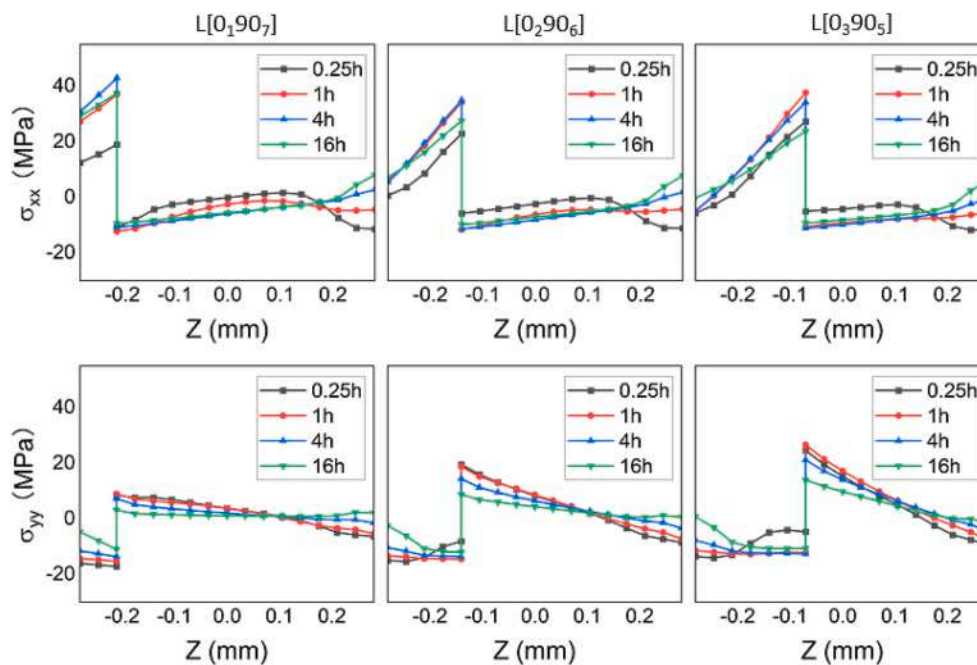 L[0₁90₇] L[0₂90₆] L[0₃90₅]
σxx (MPa)
40
20
0
-20
0.25h
1h
4h
16h
0.25h
1h
4h
16h
0.25h
1h
4h
16h
-0.2 -0.1 0.0 0.1 0.2 -0.2 -0.1 0.0 0.1 0.2 -0.2 -0.1 0.0 0.1 0.2
Z (mm) Z (mm) Z (mm)
σyy (MPa)
40
20
0
-20
0.25h
1h
4h
16h
0.25h
1h
4h
16h
0.25h
1h
4h
16h
-0.2 -0.1 0.0 0.1 0.2 -0.2 -0.1 0.0 0.1 0.2 -0.2 -0.1 0.0 0.1 0.2
Z (mm) Z (mm) Z (mm)